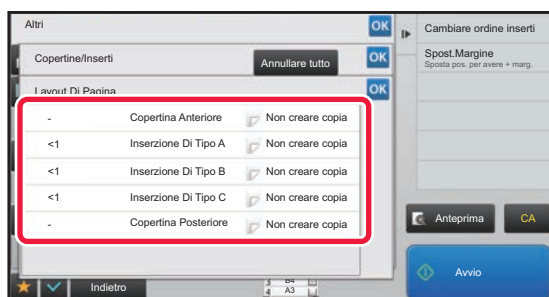 Altri
OK
Copertine/Inserti
Annullare tutto
OK
Layout Di Pagina
OK
- Copertina Anteriore Non creare copia
<1 Inserzione Di Tipo A Non creare copia
<1 Inserzione Di Tipo B Non creare copia
<1 Inserzione Di Tipo C Non creare copia
- Copertina Posteriore Non creare copia
Indietro
3 B4
4 A3
Cambiare ordine inserti
Spost.Margine
Sposta pos. per avere + marg.
Anteprima
CA
Avvio